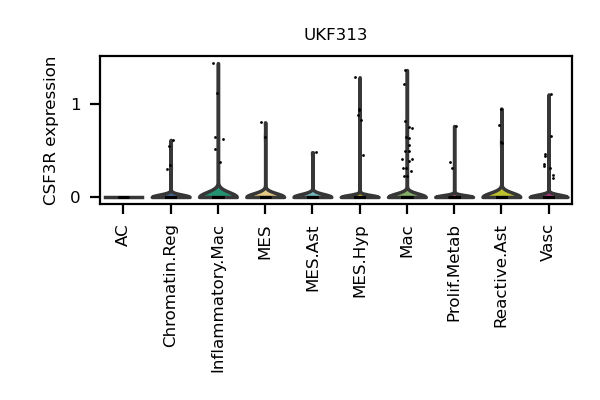 UKF313
CSF3R expression
1
0
AC
Chromatin.Reg
Inflammatory.Mac
MES
MES.Ast
MES.Hyp
Mac
Prolif.Metab
Reactive.Ast
Vasc